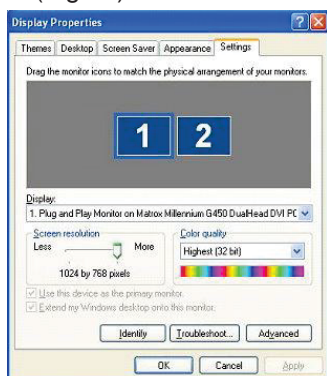 Display Properties
Themes Desktop Screen Saver Appearance Settings
Drag the monitor icons to match the physical arrangement of your monitors.
1 2
Display:
1. Plug and Play Monitor on Matrox Millennium G450 DualHead DVI PC
Screen resolution
Less More
1024 by 768 pixels
Color quality
Highest (32 bit)
Use this device as the primary monitor.
Extend my Windows desktop onto this monitor.
Identify Troubleshoot... Advanced
OK Cancel Apply